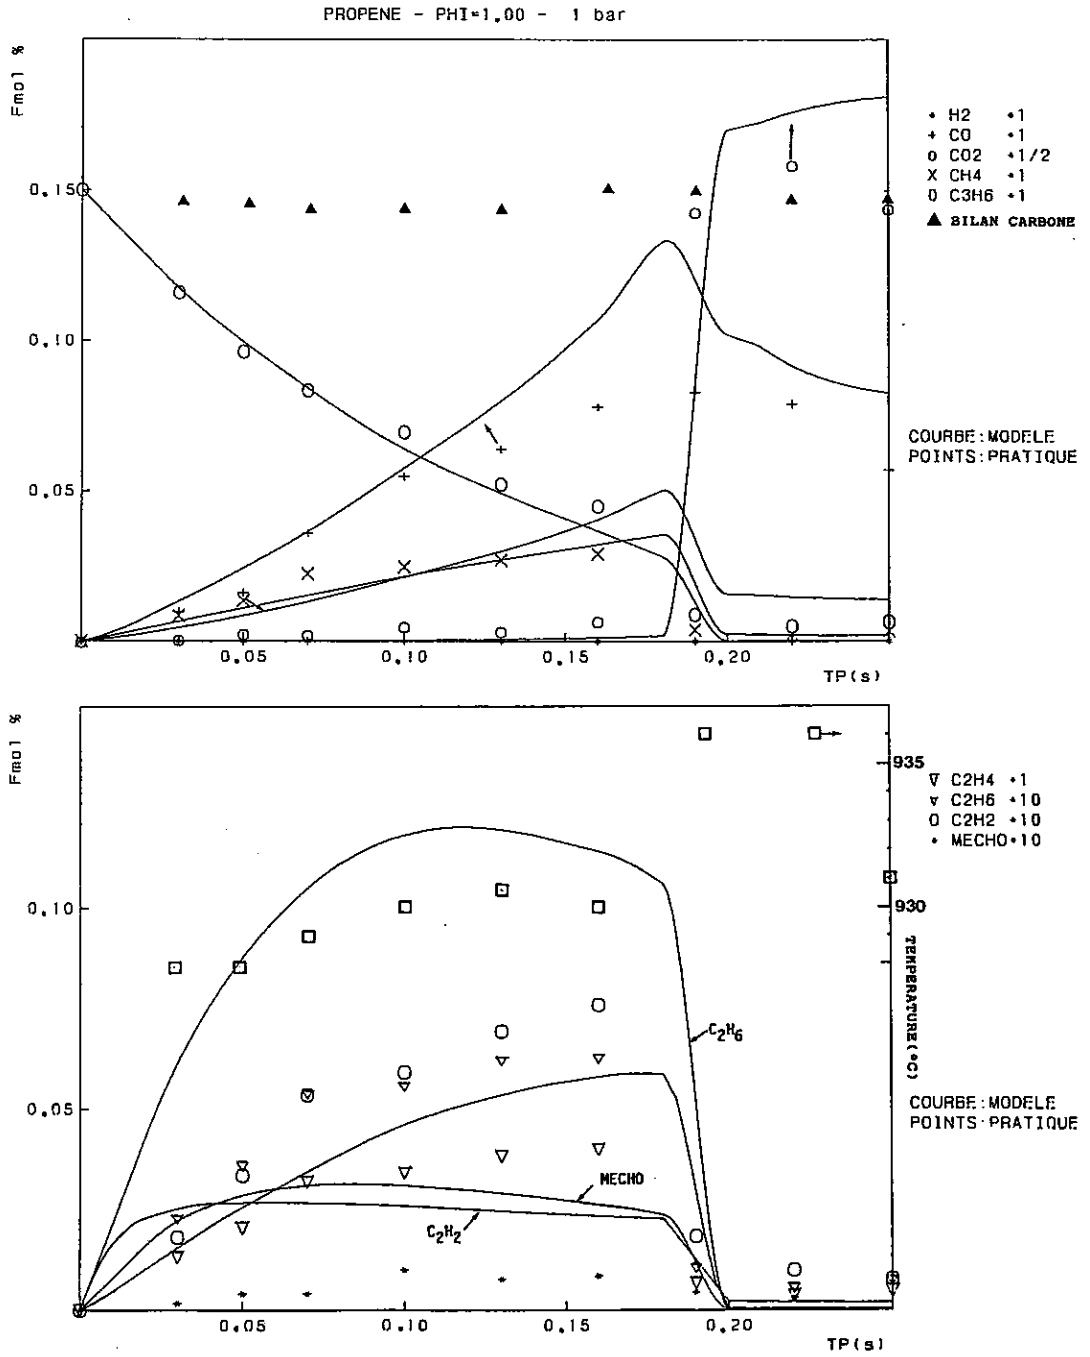 PROPENE - PHI=1.00 - 1 bar
Fmol %
0.15
0.10
0.05
0.05
0.10
0.15
0.20
TP(s)
+ H2 *1
+ CO *1
o CO2 *1/2
X CH4 *1
O C3H6 *1
▲ BILAN CARBONE
COURBE:MODELE
POINTS:PRATIQUE
Fmol %
0.10
0.05
0.05
0.10
0.15
0.20
TP(s)
935
930
TEMPERATURE(°C)
C2H6
MECHO
C2H2
▽ C2H4 *1
▽ C2H6 *10
O C2H2 *10
* MECHO*10
COURBE:MODELE
POINTS:PRATIQUE